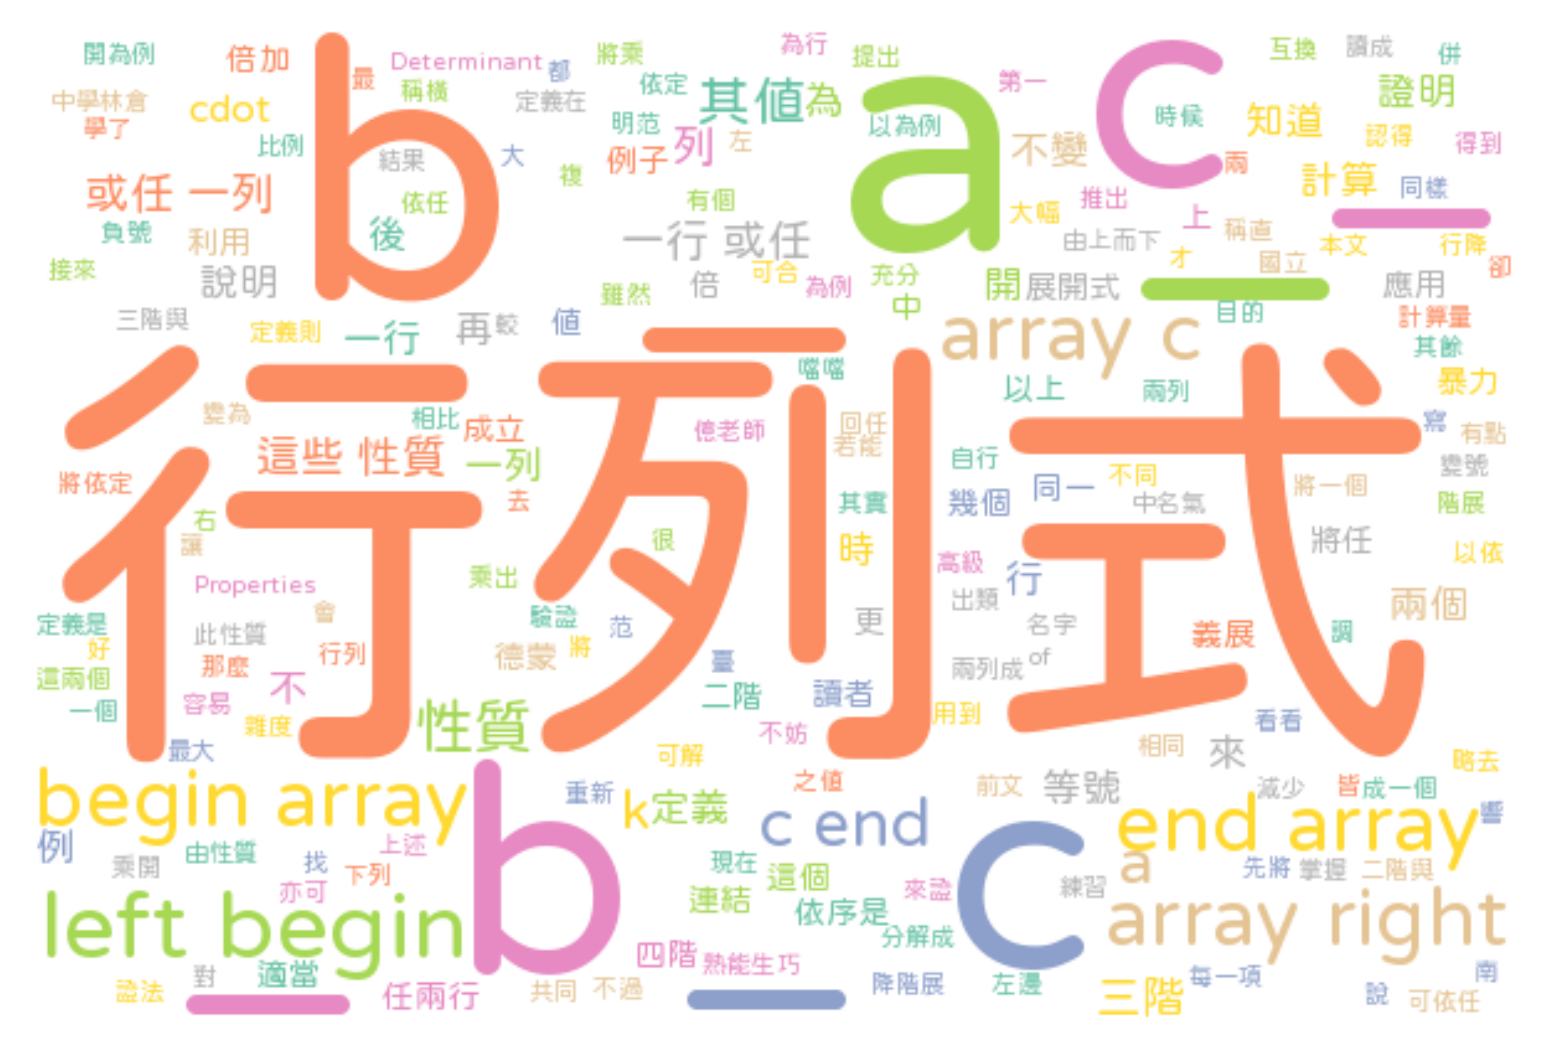 開為例 倍加 最 Determinant 都 將乘 為行 提出 互換 讀成 併
中學林倉 cdot b_ 稱橫 定義在 依定 其值 為 a_ 第一 c_ 時候 證明
學了 比例 結果 大 明范 列 左 以為例 不變 知道 認得 得到
或任 一列 依任 複 例子 有個 兩 計算 同樣
負號 利用 後 一行 或任 大幅 推出 上 稱直 本文 行降
接來 說明 雖然 倍 可合 為例 充分 開 展開式 由上而下 才 國立 應用 卻
三階與 定義則 一行 再 較 值 中 array c 目的 計算量
行列式 噹噹 以上 兩列 其餘 暴力
變為 相比 成立 億老師 回任 寫 有點
將依定 這些 性質 一列 若能 自行 不同 變號
右 去 其實 幾個 同一 中名氣 將一個 階展
讓 很 時 將任 以依
Properties 乘出 高級 行 兩個
定義是 會 驗證 范 更 出類 名字 義展 調
好 此性質 行列 德蒙 將 臺 兩列成 of
這兩個 那麼 不 二階 讀者
一個 容易 難度 性質 不妨 用到 看看
最大 可解 相同 來 略去
begin array 重新 k 定義 之值 c end 前文 等號 減少 皆 成一個 end array 響
例 乘開 由性質 找 上述 b_ 現在 這個 c_ a 先將 掌握 二階與
亦可 下列 連結 依序是 來證 練習
left begin 四階 熟能生巧 分解成 array right
證法 對 適當 任兩行 共同 不過 降階展 左邊 三階 每一項 說 南 可依任